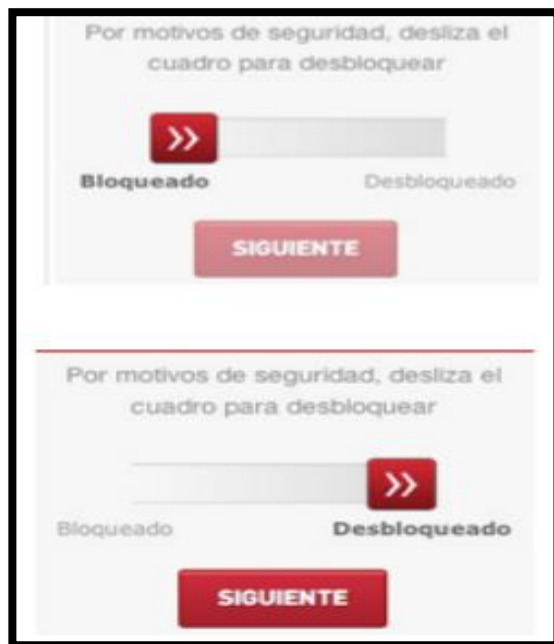 Por motivos de seguridad, desliza el
cuadro para desbloquear
Bloqueado Desbloqueado
SIGUIENTE
Por motivos de seguridad, desliza el
cuadro para desbloquear
Bloqueado Desbloqueado
SIGUIENTE